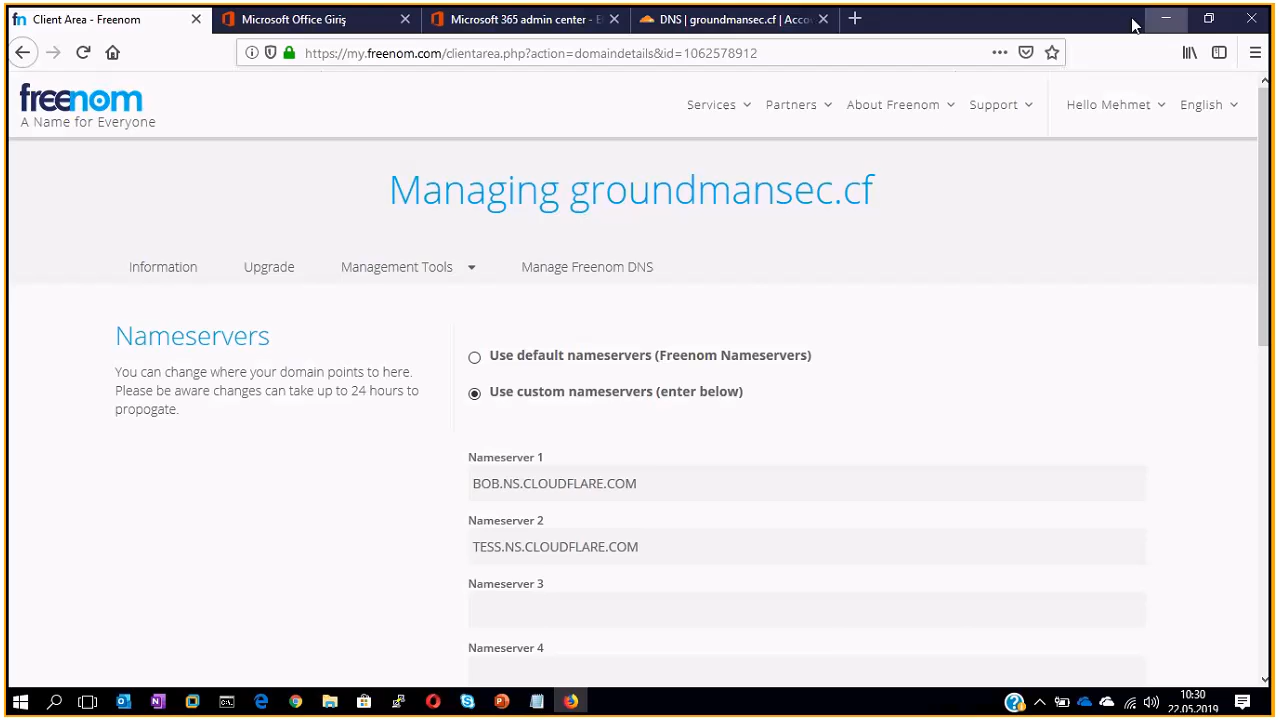 Client Area - Freenom
Microsoft Office Giriş
Microsoft 365 admin center - E
DNS | groundmansec.cf | Acco
https://my.freenom.com/clientarea.php?action=domaindetails&id=1062578912
freenom
A Name for Everyone
Services
Partners
About Freenom
Support
Hello Mehmet
English
Managing groundmansec.cf
Information
Upgrade
Management Tools
Manage Freenom DNS
Nameservers
You can change where your domain points to here.
Please be aware changes can take up to 24 hours to
propogate.
Use default nameservers (Freenom Nameservers)
Use custom nameservers (enter below)
Nameserver 1
BOB.NS.CLOUDFLARE.COM
Nameserver 2
TESS.NS.CLOUDFLARE.COM
Nameserver 3
Nameserver 4
10:30
22.05.2019